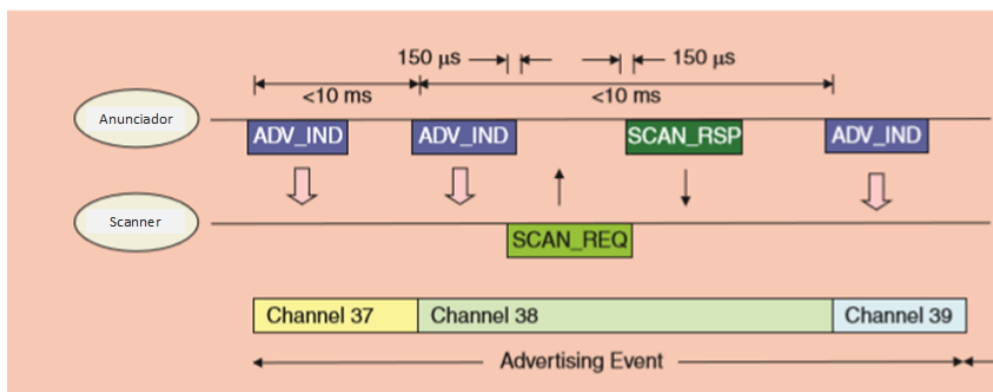 150 µs
150 µs
<10 ms
<10 ms
Anunciador
ADV_IND
ADV_IND
SCAN_RSP
ADV_IND
Scanner
SCAN_REQ
Channel 37
Channel 38
Channel 39
Advertising Event